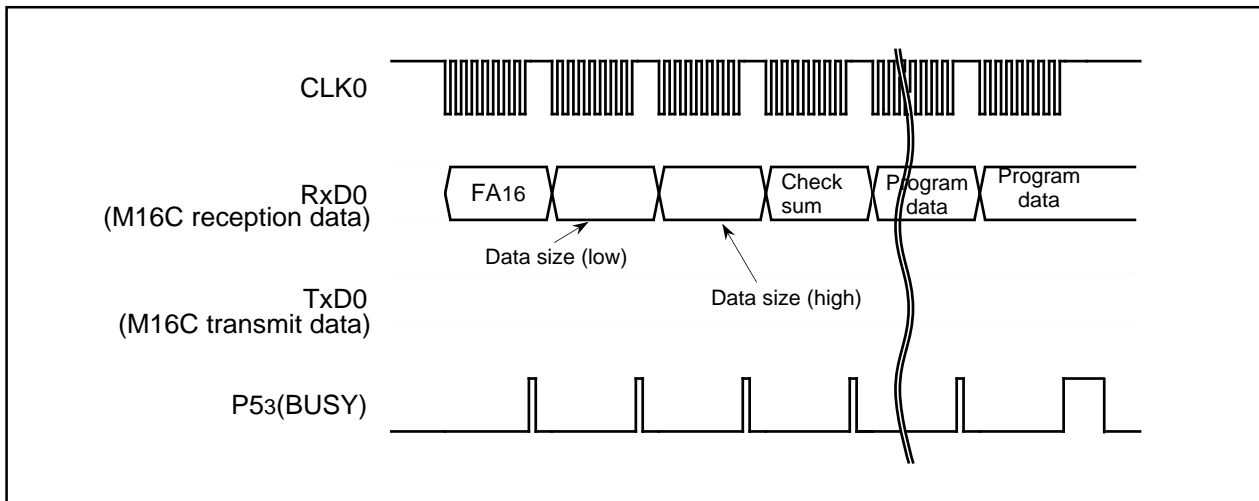 CLK0
RxD0
(M16C reception data)
FA16
Check
sum
Program
data
Program
data
Data size (low)
Data size (high)
TxD0
(M16C transmit data)
P53(BUSY)